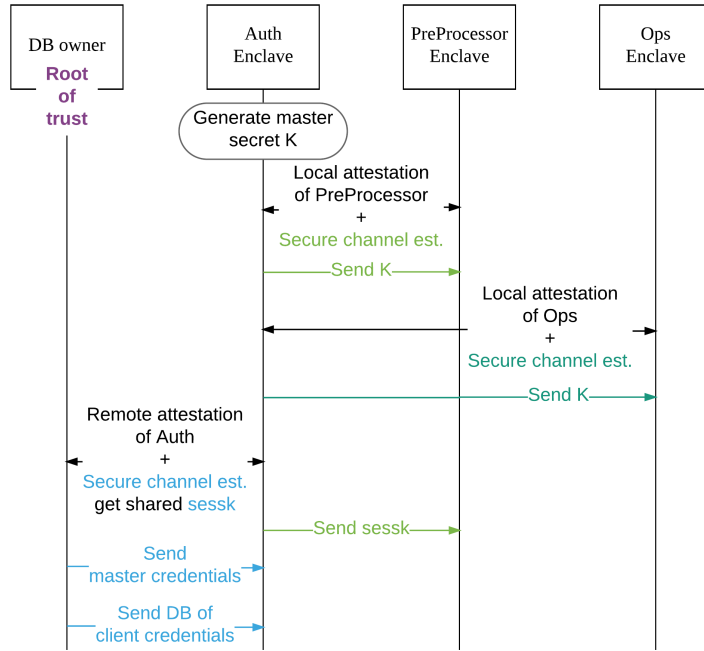 DB owner
Root
of
trust
Auth
Enclave
PreProcessor
Enclave
Ops
Enclave
Generate master
secret K
Local attestation
of PreProcessor
+
Secure channel est.
Send K
Local attestation
of Ops
+
Secure channel est.
Send K
Remote attestation
of Auth
+
Secure channel est.
get shared sessk
Send sessk
Send
master credentials
Send DB of
client credentials